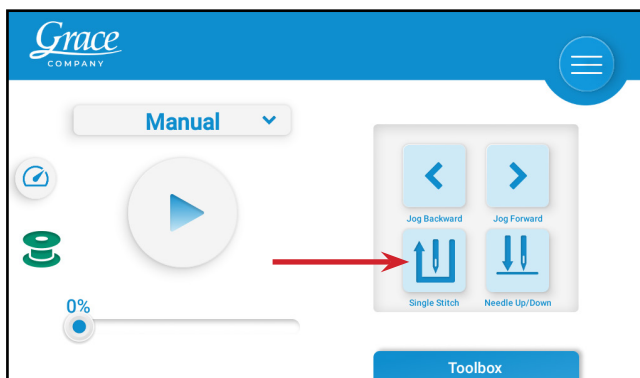 Grace
COMPANY
Manual
Jog Backward
Jog Forward
Single Stitch
Needle Up/Down
0%
Toolbox